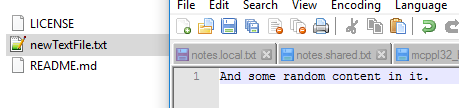 LICENSE
newTextFile.txt
README.md
File Edit Search View Encoding Language
notes.local.txt notes.shared.txt mcppl32_
1 And some random content in it.